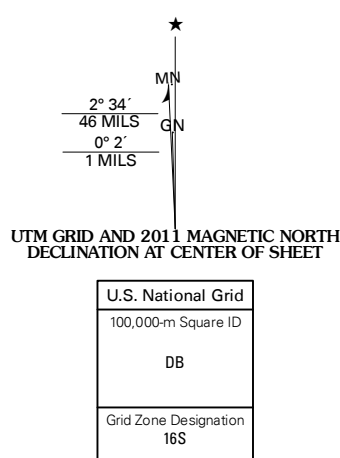 ★
MN
2° 34´
46 MILS
GN
0° 2´
1 MILS
UTM GRID AND 2011 MAGNETIC NORTH
DECLINATION AT CENTER OF SHEET
U.S. National Grid
100,000-m Square ID
DB
Grid Zone Designation
16S